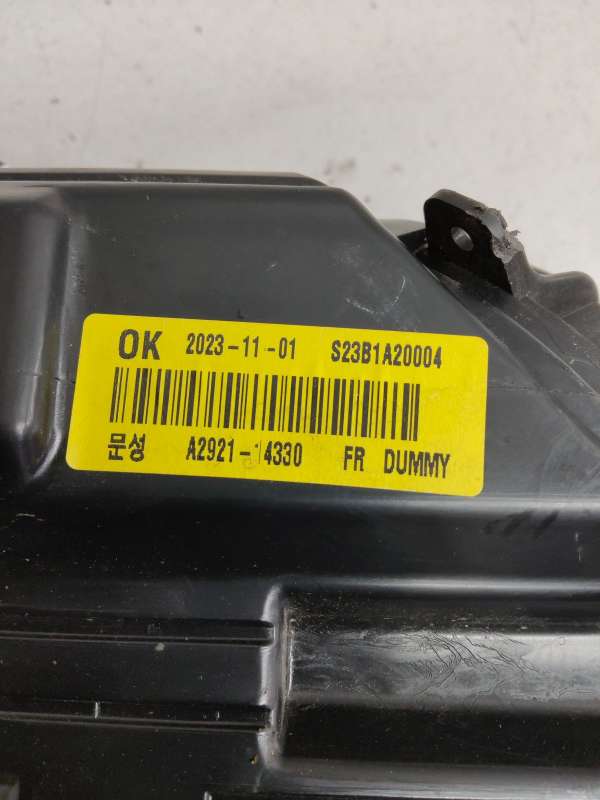 OK 2023-11-01 S23B1A20004
문성 A2921-14330 FR DUMMY